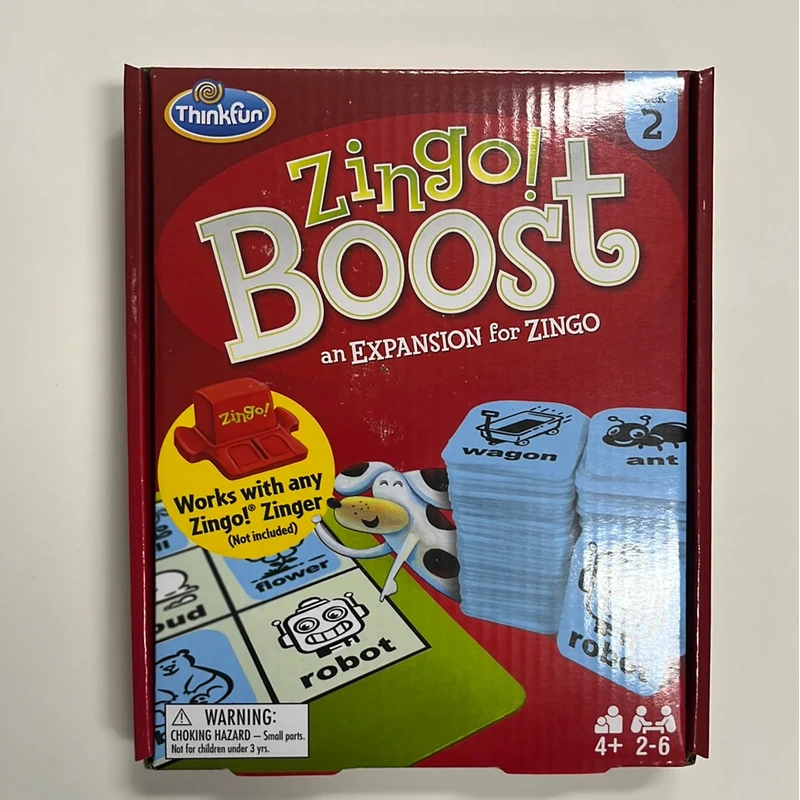 ThinkFun
2
Zingo!
Boost
an EXPANSION for ZINGO
Zingo!
Works with any
Zingo!® Zinger
(Not included)
wagon
ant
flower
robot
robot
WARNING:
CHOKING HAZARD — Small parts.
Not for children under 3 yrs.
4+ 2-6